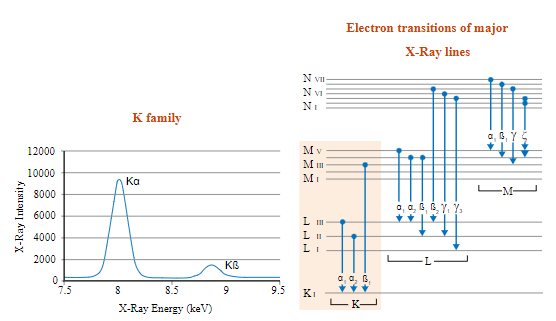 Electron transitions of major
X-Ray lines
K family
12000
10000
8000
6000
4000
2000
0
X-Ray Intensity
Kα
Kß
7.5 8 8.5 9 9.5
X-Ray Energy (keV)
N VII
N VI
N I
M V
M III
M I
L III
L II
L I
K I
α₁ ß₁ γ ζ
M
α₁ α₂ ß₁ ß₂ γ₁ γ₃
L
α₁ α₂ ß₁
K